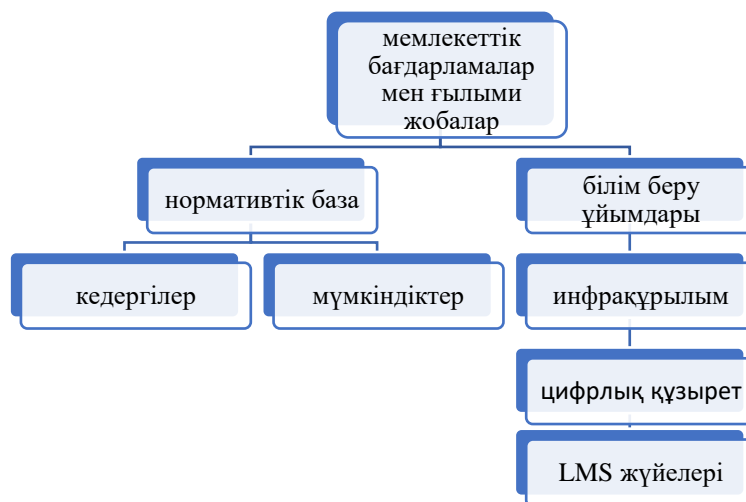 мемлекеттік
бағдарламалар
мен ғылыми
жобалар
нормативтік база
білім беру
ұйымдары
кедергілер
мүмкіндіктер
инфрақұрылым
цифрлық құзырет
LMS жүйелері